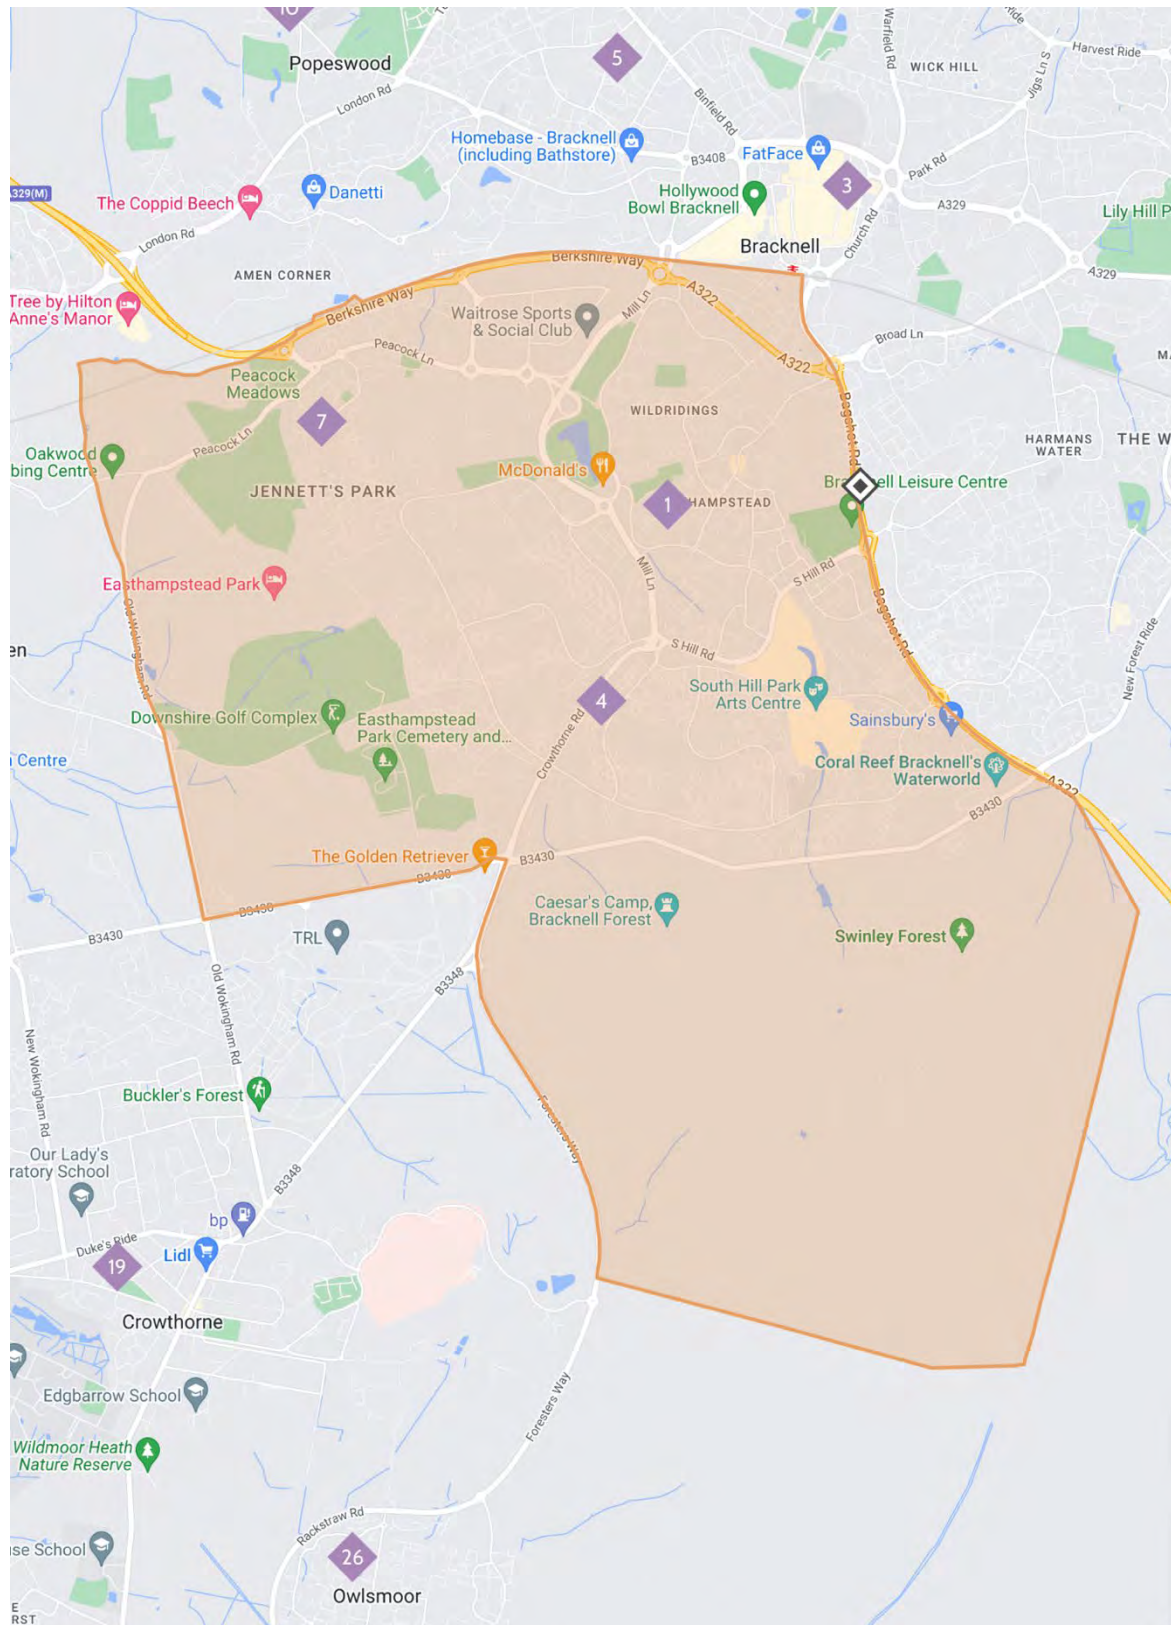 10
Popeswood
5
Ride
Warfield Rd
WICK HILL
Harvest Ride
Jigs Ln S
London Rd
Binfield Rd
Homebase - Bracknell
(including Bathstore)
B3408
FatFace
Park Rd
3
A329(M)
The Coppid Beech
Danetti
Hollywood
Bowl Bracknell
A329
Lily Hill P
London Rd
Bracknell
Church Rd
AMEN CORNER
Berkshire Way
A329
Tree by Hilton
Anne's Manor
Berkshire Way
A322
Waitrose Sports
& Social Club
Mill Ln
Peacock Ln
Broad Ln
A322
Peacock
Meadows
7
WILDRIDINGS
Bagshot Rd
Peacock Ln
HARMANS
WATER
THE W
Oakwood
bing Centre
McDonald's
JENNETT'S PARK
1
HAMPSTEAD
Bracknell Leisure Centre
Easthampstead Park
Mill Ln
S Hill Rd
Bagshot Rd
Old Wokingham Rd
en
S Hill Rd
New Forest Ride
4
South Hill Park
Arts Centre
Downshire Golf Complex
Easthampstead
Park Cemetery and...
Crowthorne Rd
Sainsbury's
Centre
Coral Reef Bracknell's
Waterworld
A322
B3430
The Golden Retriever
B3430
B3430
B3430
Caesar's Camp,
Bracknell Forest
B3430
TRL
Swinley Forest
Old Wokingham Rd
B3348
New Wokingham Rd
Buckler's Forest
Foresters Way
Our Lady's
ratory School
B3348
bp
Duke's Ride
Lidl
19
Crowthorne
Edgbarrow School
Foresters Way
Wildmoor Heath
Nature Reserve
Rackstraw Rd
use School
26
Owlsmoor
E
RST